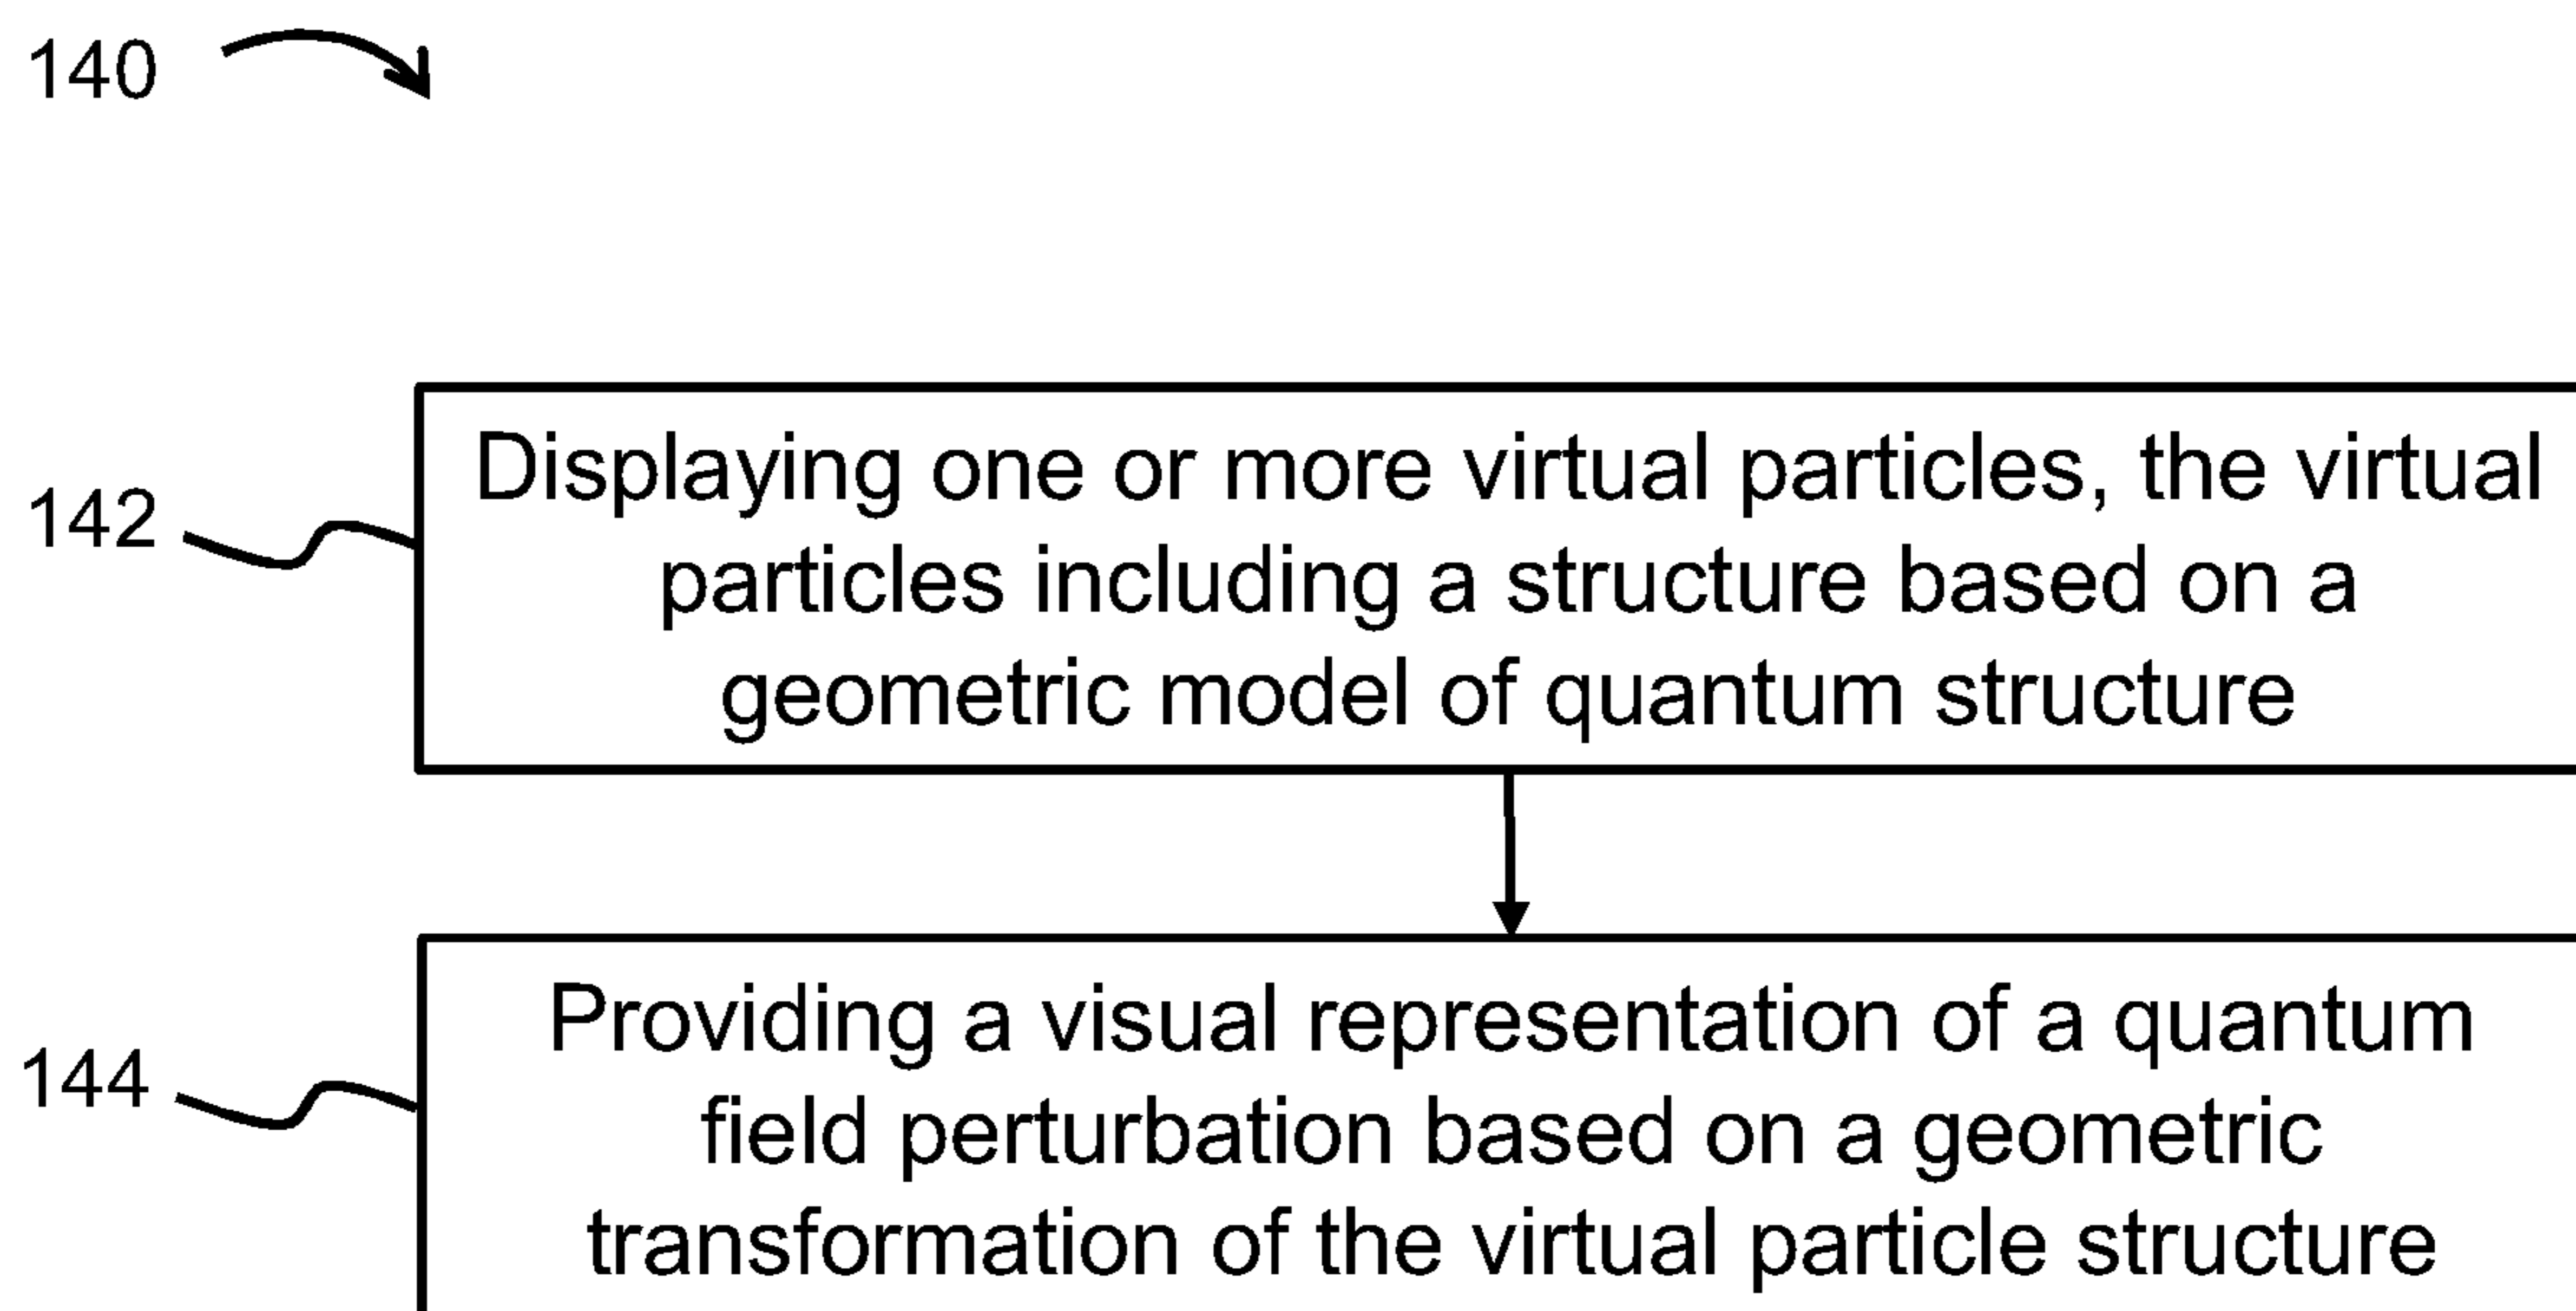 140
142
Displaying one or more virtual particles, the virtual
particles including a structure based on a
geometric model of quantum structure
144
Providing a visual representation of a quantum
field perturbation based on a geometric
transformation of the virtual particle structure